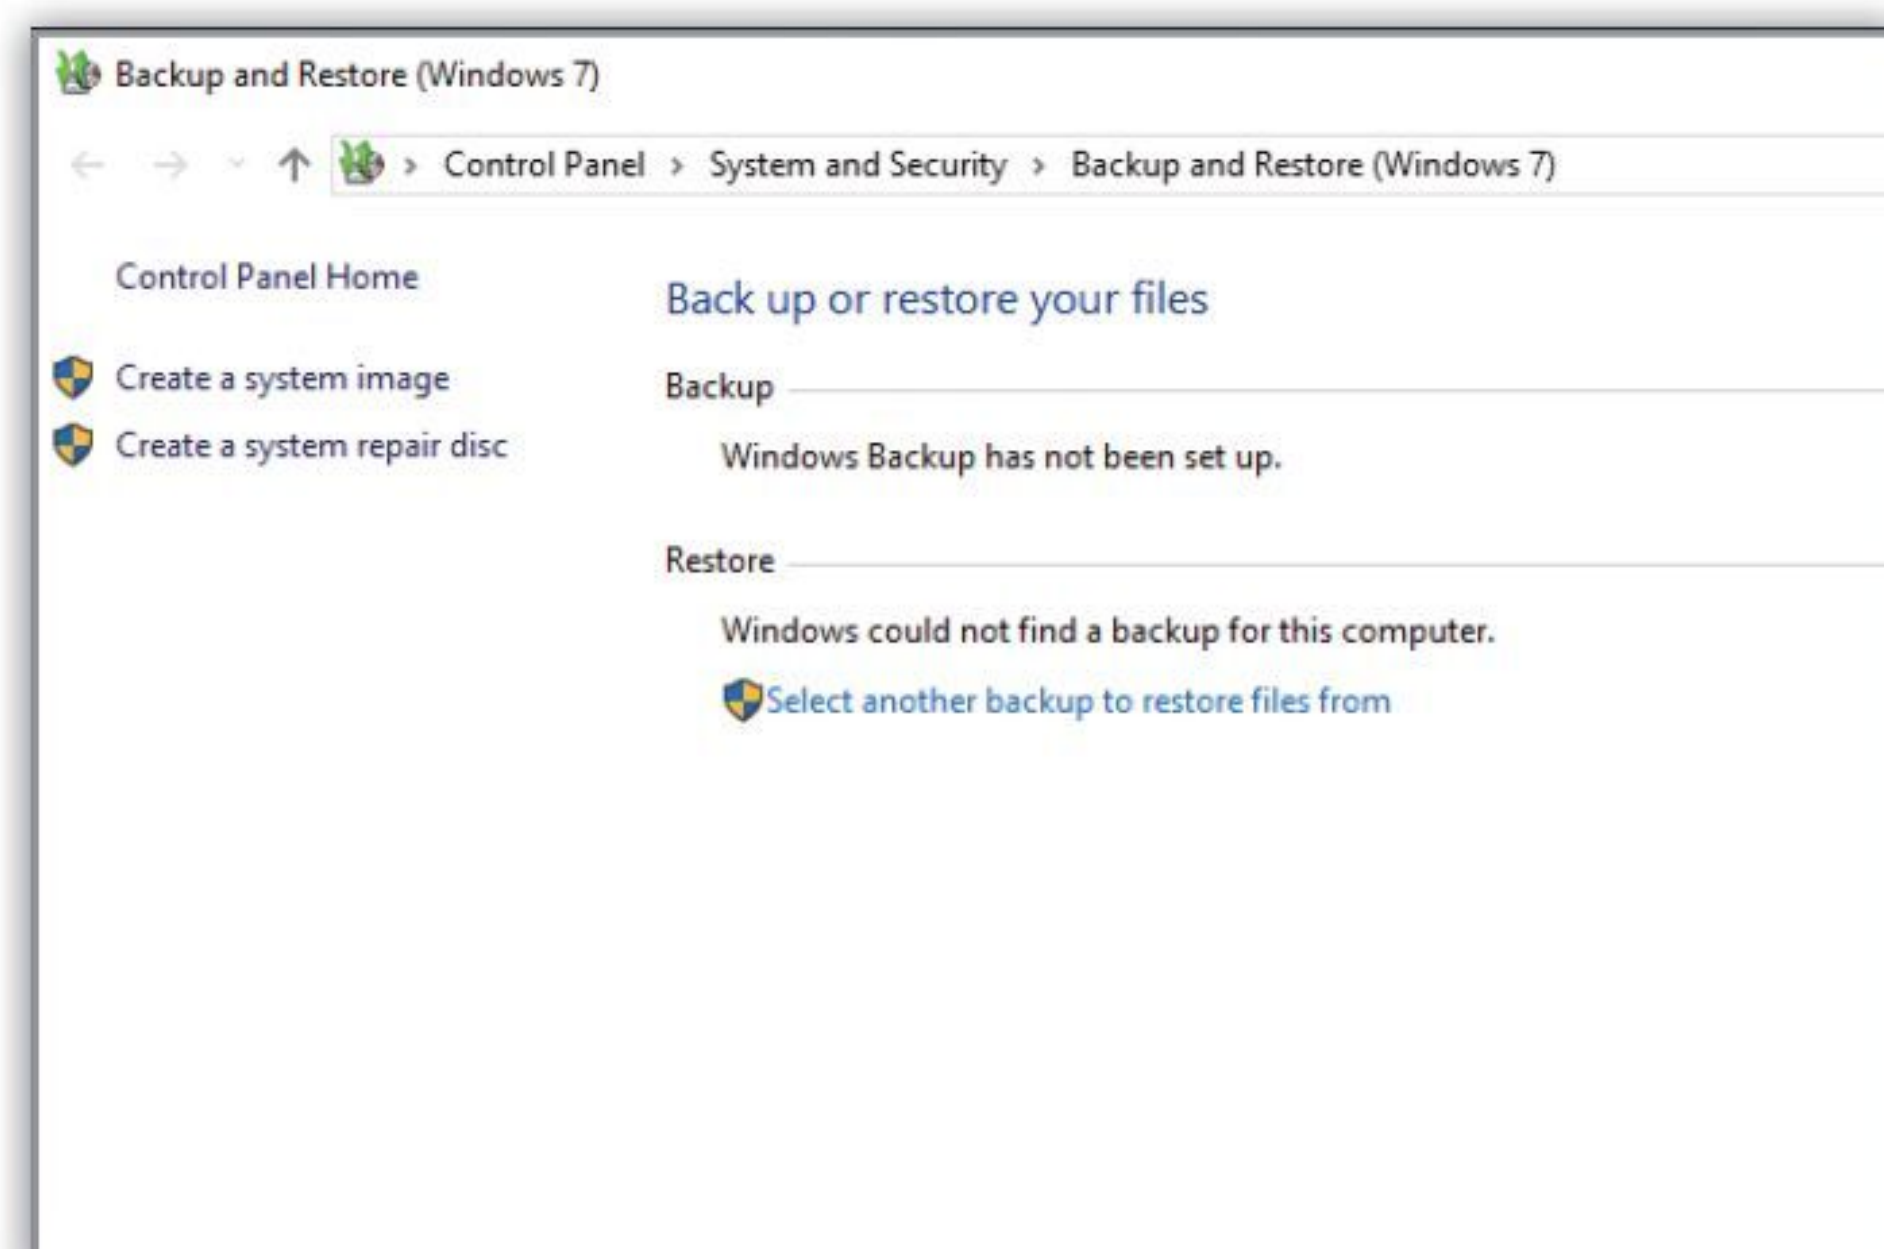 Backup and Restore (Windows 7)
Control Panel > System and Security > Backup and Restore (Windows 7)
Control Panel Home
Create a system image
Create a system repair disc
Back up or restore your files
Backup
Windows Backup has not been set up.
Restore
Windows could not find a backup for this computer.
Select another backup to restore files from